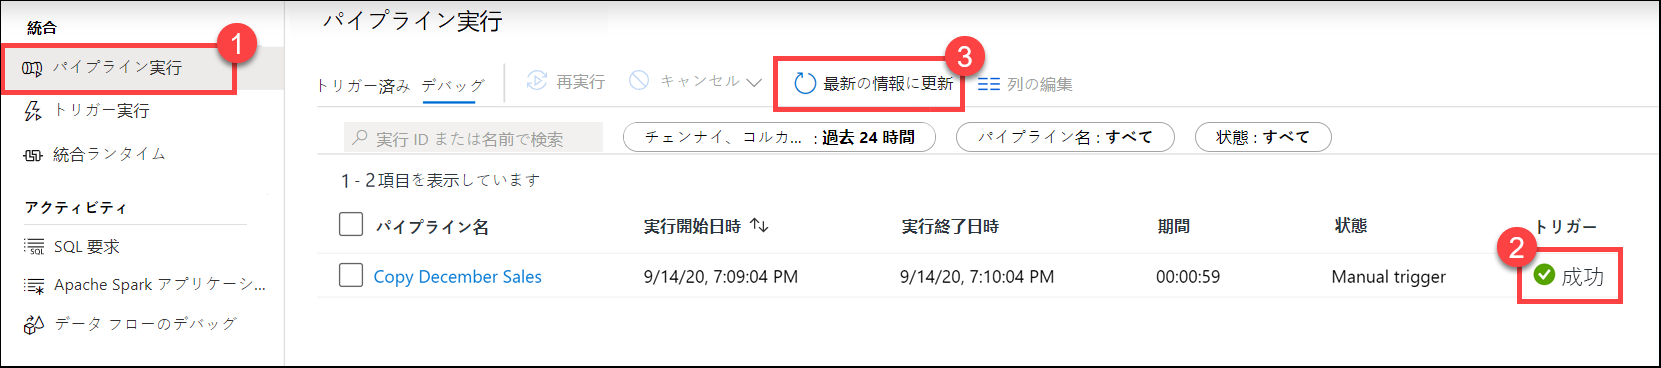 統合
1
パイプライン実行
トリガー実行
統合ランタイム
アクティビティ
SQL 要求
Apache Spark アプリケーシ...
データ フローのデバッグ
パイプライン実行
トリガー済み デバッグ 再実行 キャンセル 最新の情報に更新 3 列の編集
実行 ID または名前で検索 チェンナイ、コルカ... : 過去 24 時間 パイプライン名 : すべて 状態 : すべて
1 - 2 項目を表示しています
パイプライン名 実行開始日時 実行終了日時 期間 状態 トリガー
2
Copy December Sales 9/14/20, 7:09:04 PM 9/14/20, 7:10:04 PM 00:00:59 Manual trigger 成功